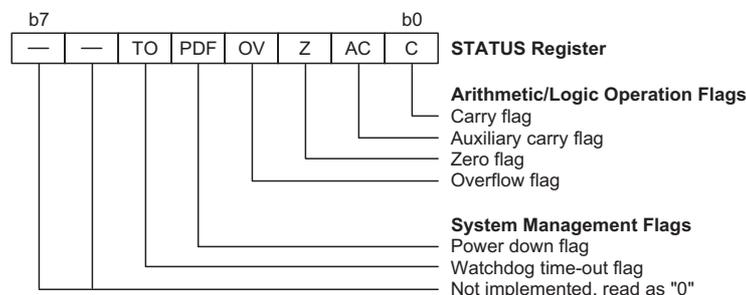 b7 b0
— — TO PDF OV Z AC C STATUS Register
Arithmetic/Logic Operation Flags
Carry flag
Auxiliary carry flag
Zero flag
Overflow flag
System Management Flags
Power down flag
Watchdog time-out flag
Not implemented, read as "0"